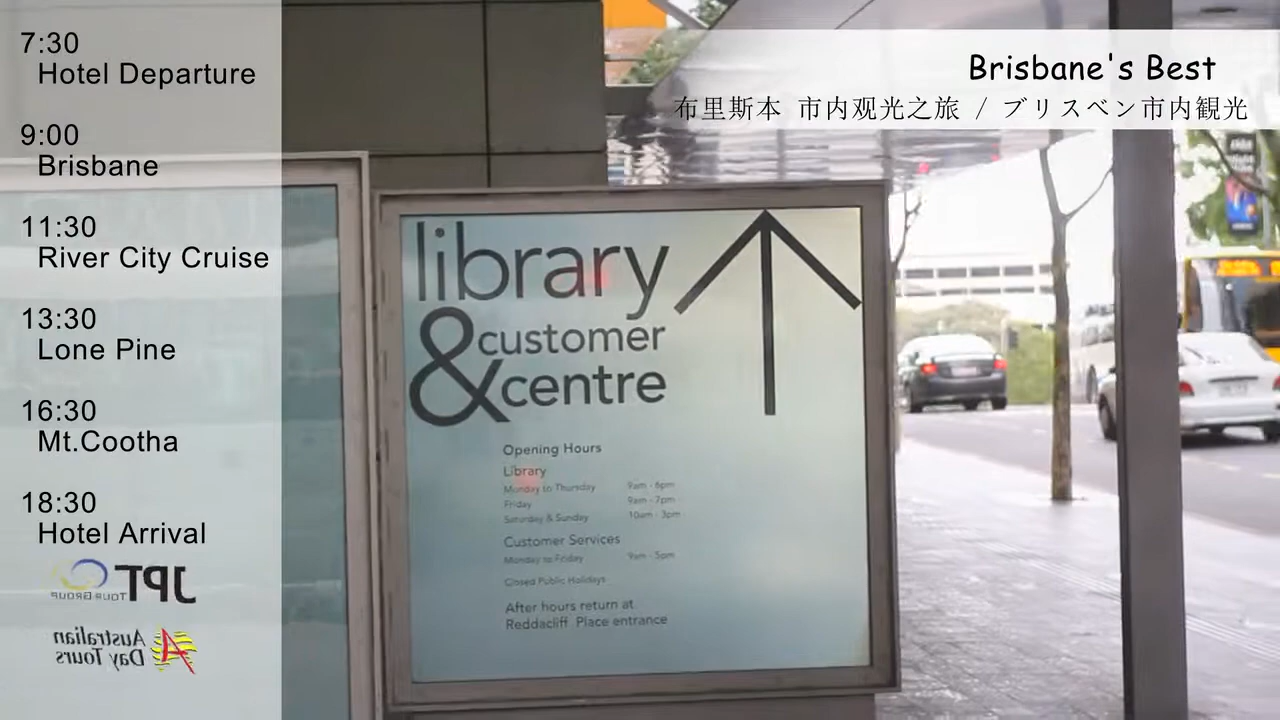 7:30
Hotel Departure
9:00
Brisbane
11:30
River City Cruise
13:30
Lone Pine
16:30
Mt.Cootha
18:30
Hotel Arrival
JPT
TOUR GROUP
Australian
Day Tours
Brisbane's Best
布里斯本 市内观光之旅 / ブリスベン市内観光
library
& customer
centre
Opening Hours
Library
Monday to Thursday 9am - 6pm
Friday 9am - 7pm
Saturday & Sunday 10am - 3pm
Customer Services
Monday to Friday 9am - 5pm
Closed Public Holidays
After hours return at
Reddacliff Place entrance